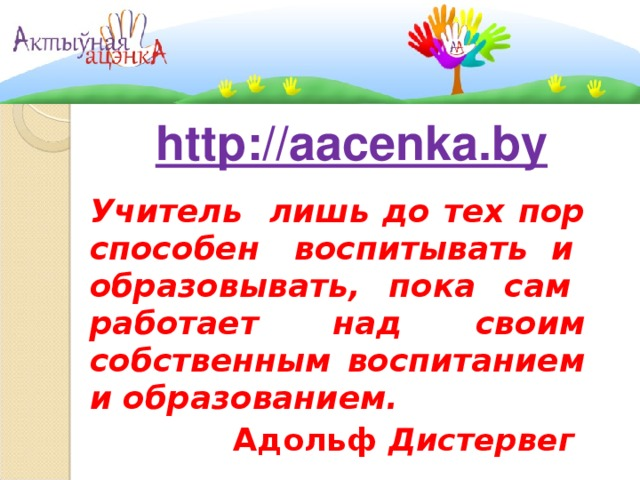 Актыўная
ацэнкА
АА
http://aacenka.by
Учитель лишь до тех пор
способен воспитывать и
образовывать, пока сам
работает над своим
собственным воспитанием
и образованием.
Адольф Дистервег